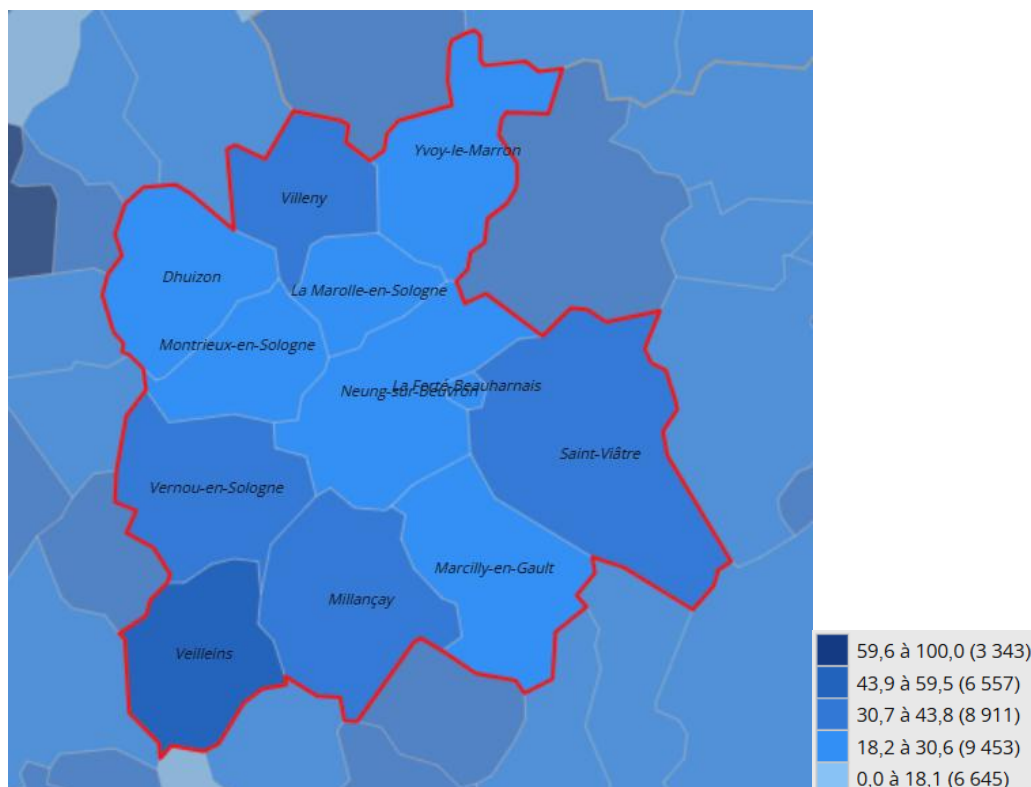 Yvoy-le-Marron
Villeny
Dhuizon
La Marolle-en-Sologne
Montrieux-en-Sologne
La Ferté-Beauharnais
Neung-sur-Beuvron
Saint-Viâtre
Vernou-en-Sologne
Marcilly-en-Gault
Millançay
Veilleins
59,6 à 100,0 (3 343)
43,9 à 59,5 (6 557)
30,7 à 43,8 (8 911)
18,2 à 30,6 (9 453)
0,0 à 18,1 (6 645)